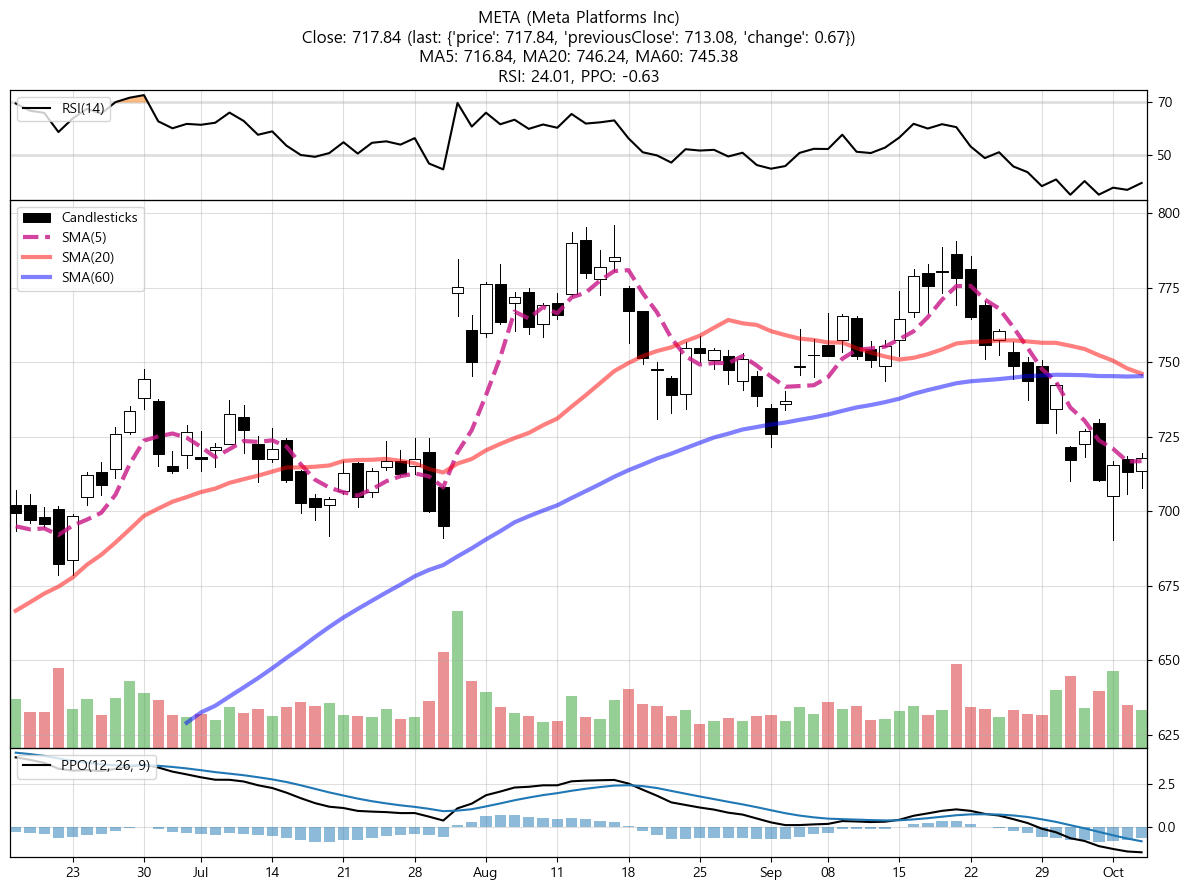 META (Meta Platforms Inc)
Close: 717.84 (last: {'price': 717.84, 'previousClose': 713.08, 'change': 0.67})
MA5: 716.84, MA20: 746.24, MA60: 745.38
RSI: 24.01, PPO: -0.63
RSI(14)
70
50
Candlesticks
SMA(5)
SMA(20)
SMA(60)
800
775
750
725
700
675
650
625
PPO(12, 26, 9)
2.5
0.0
23 30 Jul 14 21 28 Aug 11 18 25 Sep 08 15 22 29 Oct